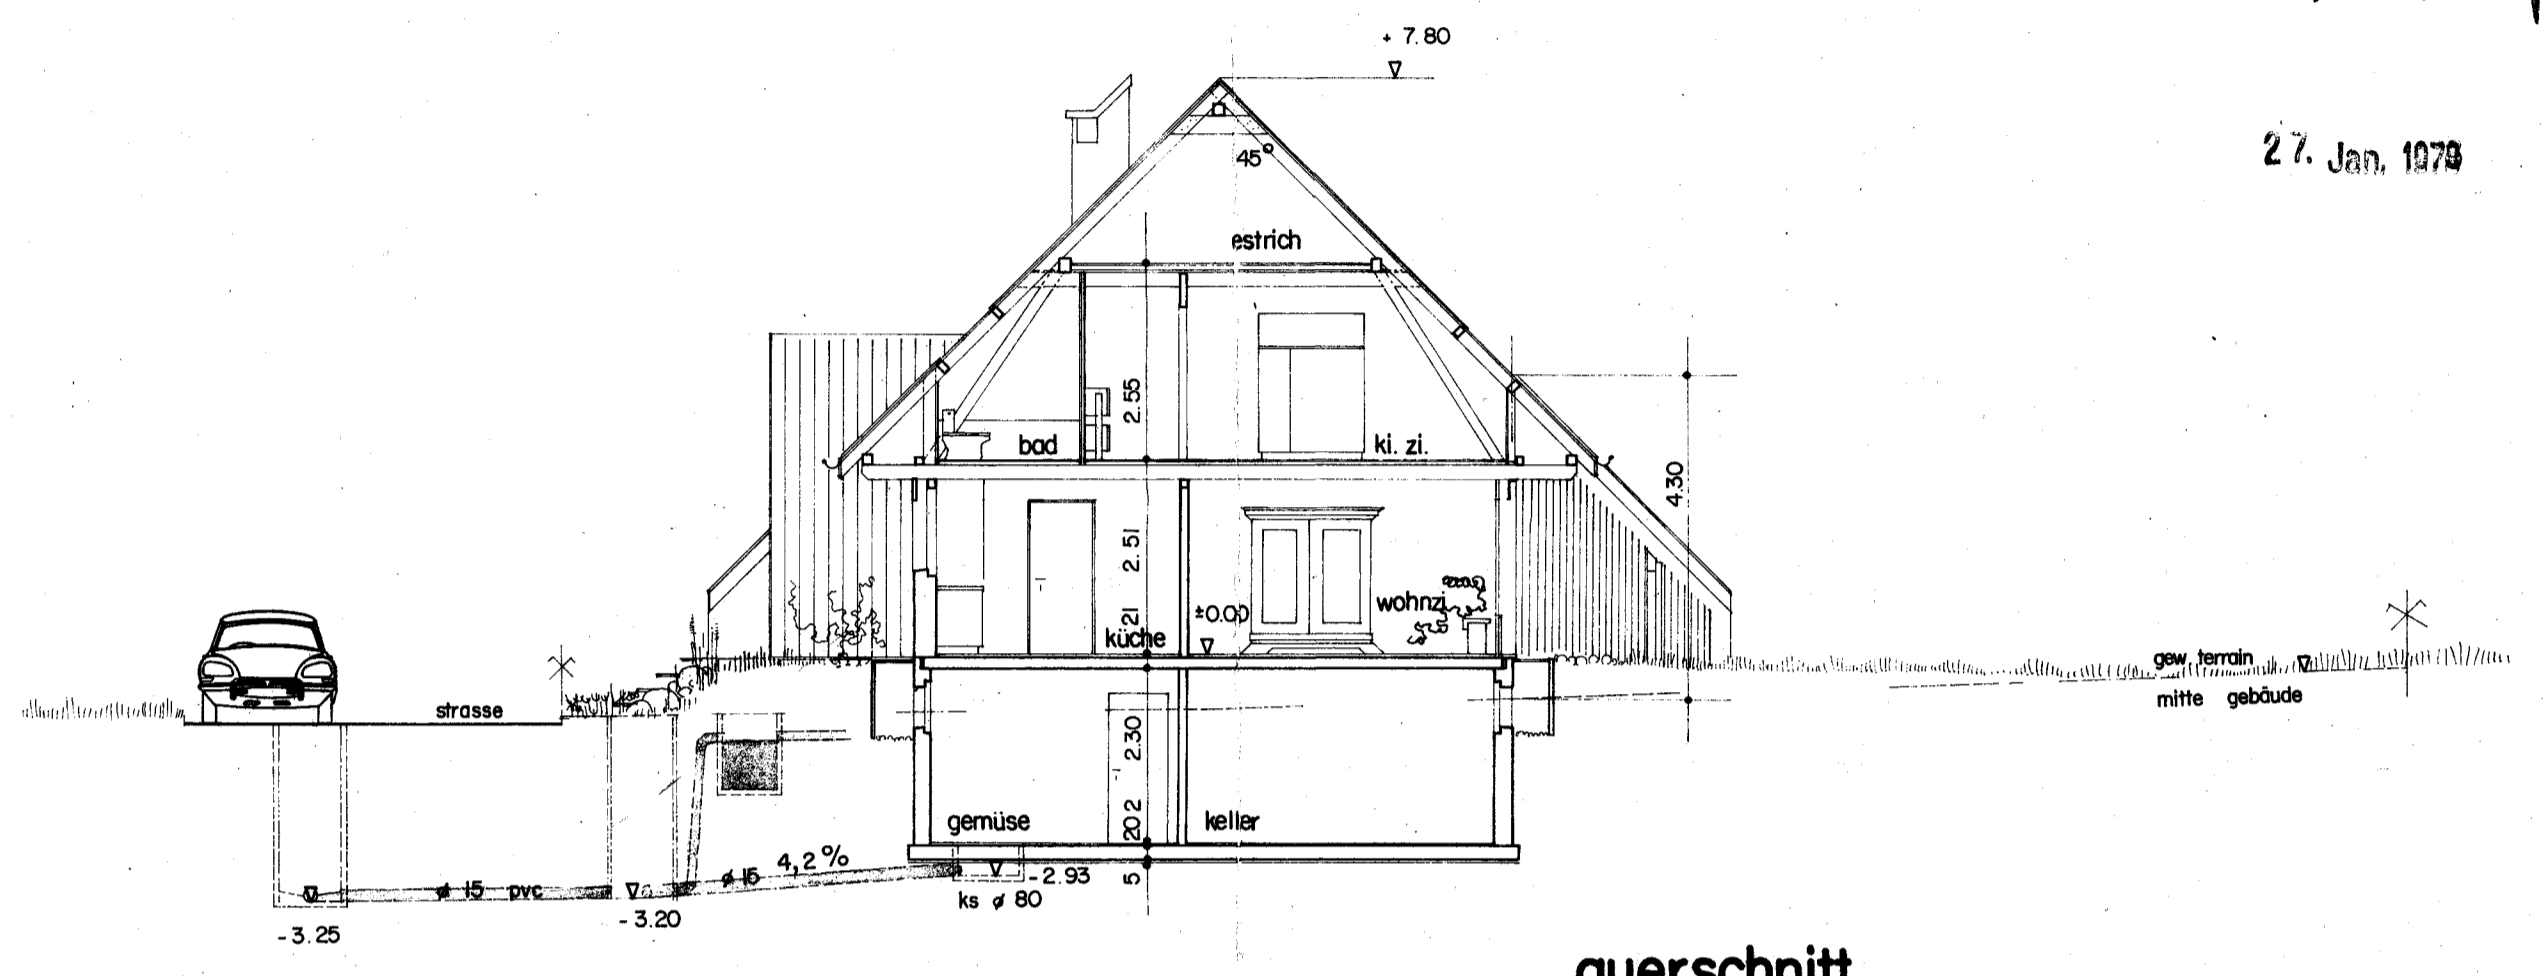 + 7.80
27. Jan. 1979
45°
estrich
2.55
bad
ki. zi.
4.30
2.51
wohnzi
21
±0.00
küche
gew. terrain
mitte gebäude
strasse
2.30
gemüse
202
keller
4,2%
ø 15 pvc
ø 15
-2.93
5
ks ø 80
-3.20
-3.25
querschnitt